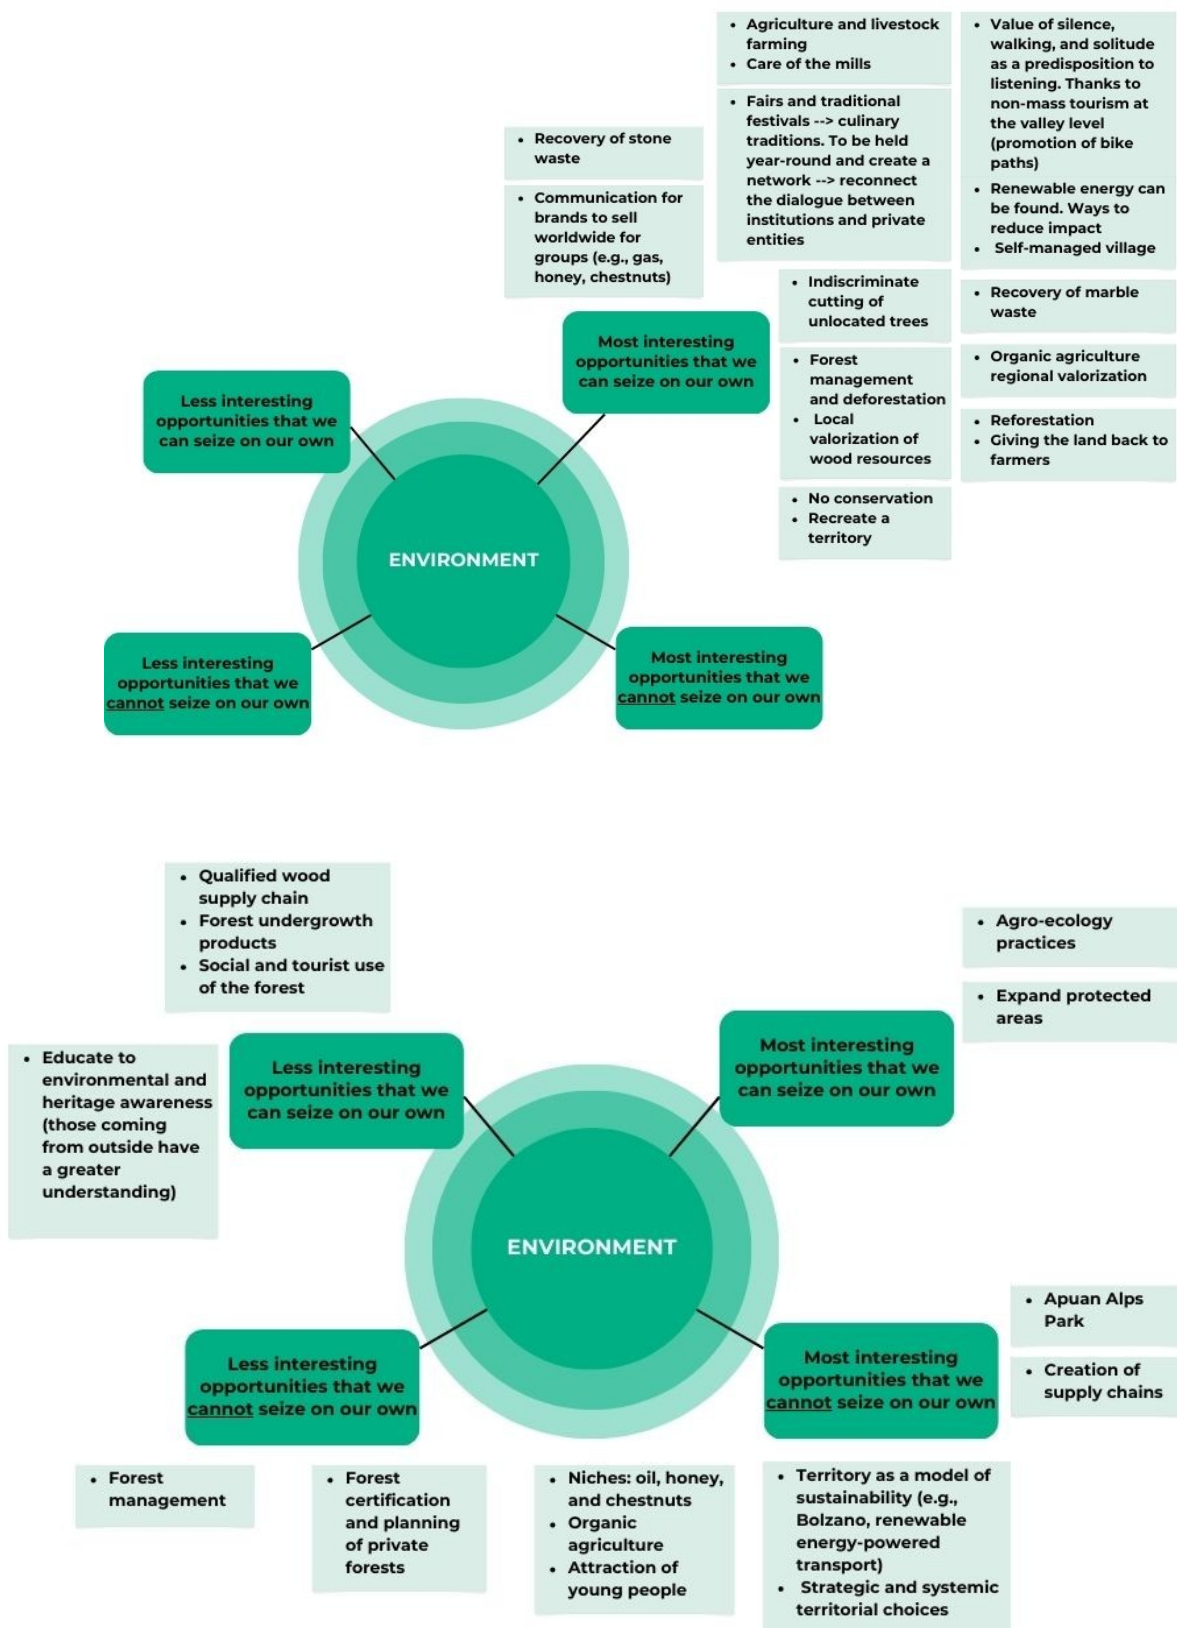 • Agriculture and livestock
farming
• Care of the mills
• Fairs and traditional
festivals --> culinary
traditions. To be held
year-round and create a
network --> reconnect
the dialogue between
institutions and private
entities
• Value of silence,
walking, and solitude
as a predisposition to
listening. Thanks to
non-mass tourism at
the valley level
(promotion of bike
paths)
• Renewable energy can
be found. Ways to
reduce impact
• Self-managed village
• Recovery of stone
waste
• Communication for
brands to sell
worldwide for
groups (e.g., gas,
honey, chestnuts)
• Indiscriminate
cutting of
unlocated trees
• Recovery of marble
waste
• Forest
management
and deforestation
• Local
valorization of
wood resources
• Organic agriculture
regional valorization
• Reforestation
• Giving the land back to
farmers
• No conservation
• Recreate a
territory
Most interesting
opportunities that we
can seize on our own
Less interesting
opportunities that we
can seize on our own
ENVIRONMENT
Less interesting
opportunities that we
cannot seize on our own
Most interesting
opportunities that we
cannot seize on our own
• Qualified wood
supply chain
• Forest undergrowth
products
• Social and tourist use
of the forest
• Agro-ecology
practices
• Expand protected
areas
• Educate to
environmental and
heritage awareness
(those coming
from outside have
a greater
understanding)
Less interesting
opportunities that we
can seize on our own
Most interesting
opportunities that we
can seize on our own
ENVIRONMENT
• Apuan Alps
Park
• Creation of
supply chains
Less interesting
opportunities that we
cannot seize on our own
Most interesting
opportunities that we
cannot seize on our own
• Forest
management
• Forest
certification
and planning
of private
forests
• Niches: oil, honey,
and chestnuts
• Organic
agriculture
• Attraction of
young people
• Territory as a model of
sustainability (e.g.,
Bolzano, renewable
energy-powered
transport)
• Strategic and systemic
territorial choices